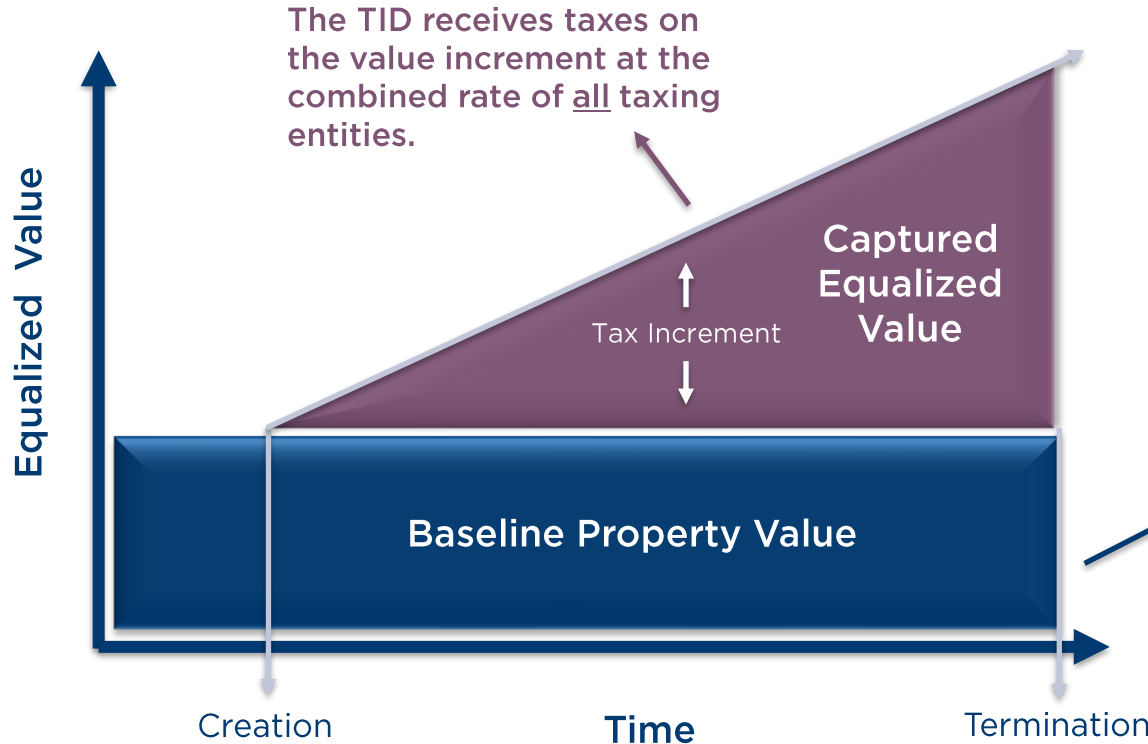 The TID receives taxes on
the value increment at the
combined rate of all taxing
entities.
Equalized Value
Captured
Equalized
Value
Tax Increment
Baseline Property Value
Creation
Time
Termination